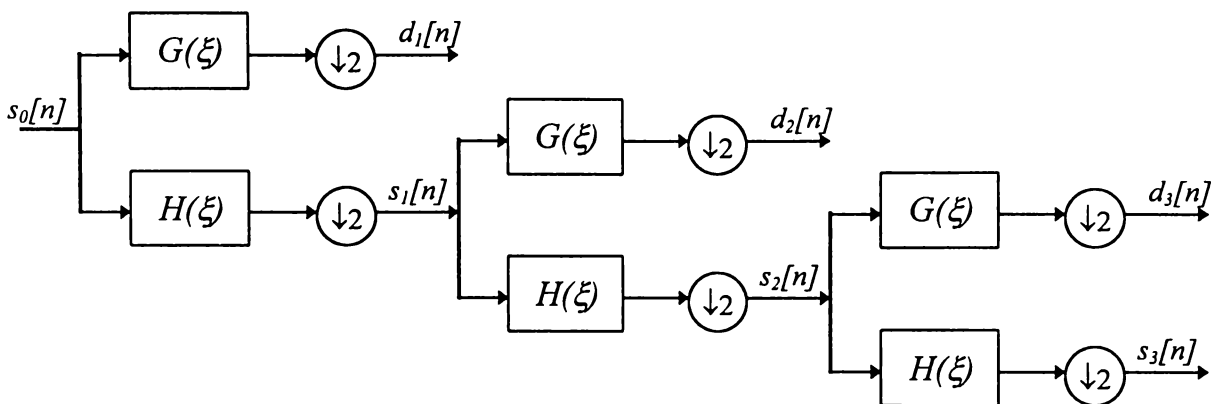 G(ξ) ↓2 d₁[n]
s₀[n]
H(ξ) ↓2 s₁[n]
G(ξ) ↓2 d₂[n]
H(ξ) ↓2 s₂[n]
G(ξ) ↓2 d₃[n]
H(ξ) ↓2 s₃[n]